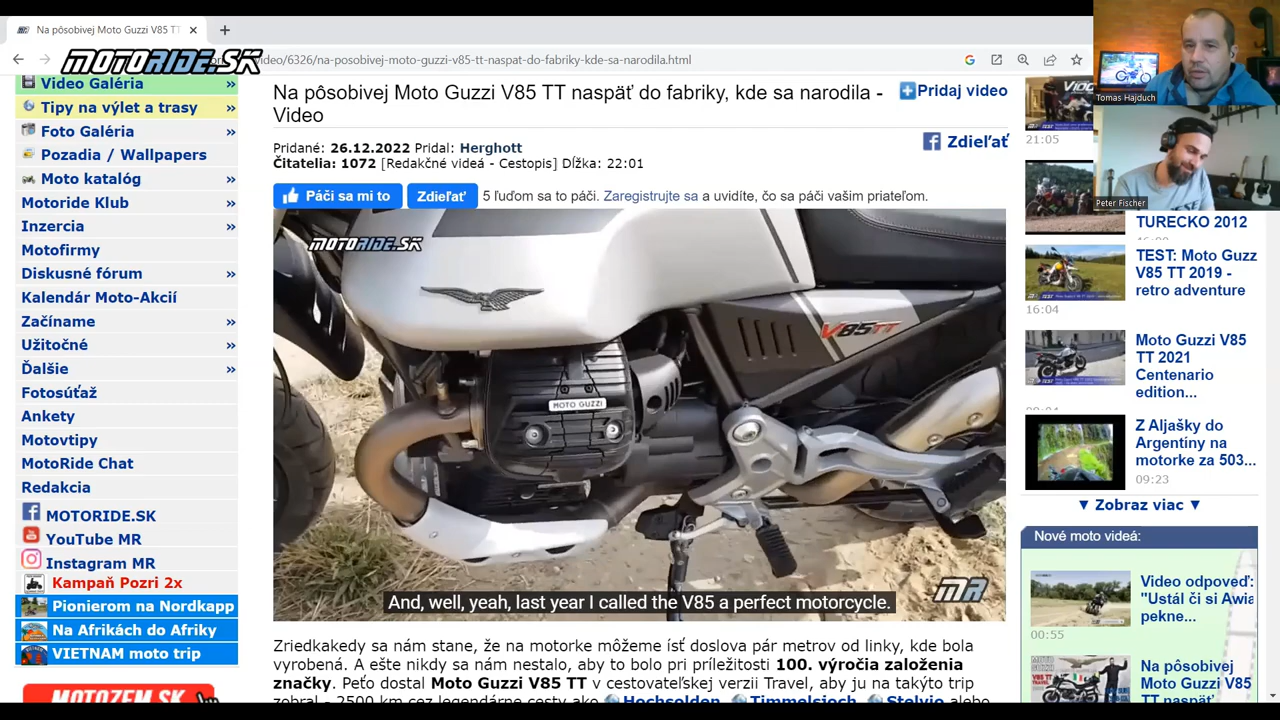 Na pôsobivej Moto Guzzi V85 TT
MOTORIDE.SK
video/6326/na-posobivej-moto-guzzi-v85-tt-naspat-do-fabriky-kde-sa-narodila.html
Tomas Hajduch
Peter Fischer
Video Galéria »
Tipy na výlet a trasy »
Foto Galéria »
Pozadia / Wallpapers
Moto katalóg »
Motoride Klub »
Inzercia »
Motofirmy
Diskusné fórum »
Kalendár Moto-Akcií
Začíname »
Užitočné »
Ďalšie »
Fotosúťaž
Ankety
Motovtipy
MotoRide Chat
Redakcia
MOTORIDE.SK
YouTube MR
Instagram MR
Kampaň Pozri 2x
Pionierom na Nordkapp
Na Afrikách do Afriky
VIETNAM moto trip
MOTOZEM.SK
Na pôsobivej Moto Guzzi V85 TT naspäť do fabriky, kde sa narodila -
Video
Pridaj video
Pridané: 25.12.2022 Pridal: Herghott
Čitatelia: 1072 [Redakčné videá - Cestopis] Dĺžka: 22:01
Zdieľať
Páči sa mi to
Zdieľať
5 ľuďom sa to páči. Zaregistrujte sa a uvidíte, čo sa páči vašim priateľom.
MOTORIDE.SK
V85TT
MOTO GUZZI
MR
And, well, yeah, last year I called the V85 a perfect motorcycle.
Zriedkakedy sa nám stane, že na motorke môžeme ísť doslova pár metrov od linky, kde bola
vyrobená. A ešte nikdy sa nám nestalo, aby to bolo pri príležitosti 100. výročia založenia
značky. Peťo dostal Moto Guzzi V85 TT v cestovateľskej verzii Travel, aby ju na takýto trip
zobral - 2500 km cez legendárne cesty ako Hochsölden, Timmelsjoch, Stelvio alebo
21:05
TURECKO 2012
TEST: Moto Guzzi
V85 TT 2019 -
retro adventure
16:04
Moto Guzzi V85
TT 2021
Centenario
edition...
Z Aljašky do
Argentíny na
motorke za 503...
09:23
▼ Zobraz viac ▼
Nové moto videá:
Video odpoveď:
"Ustál či si Awia
pekne...
00:55
Na pôsobivej
Moto Guzzi
V85 TT
naspäť